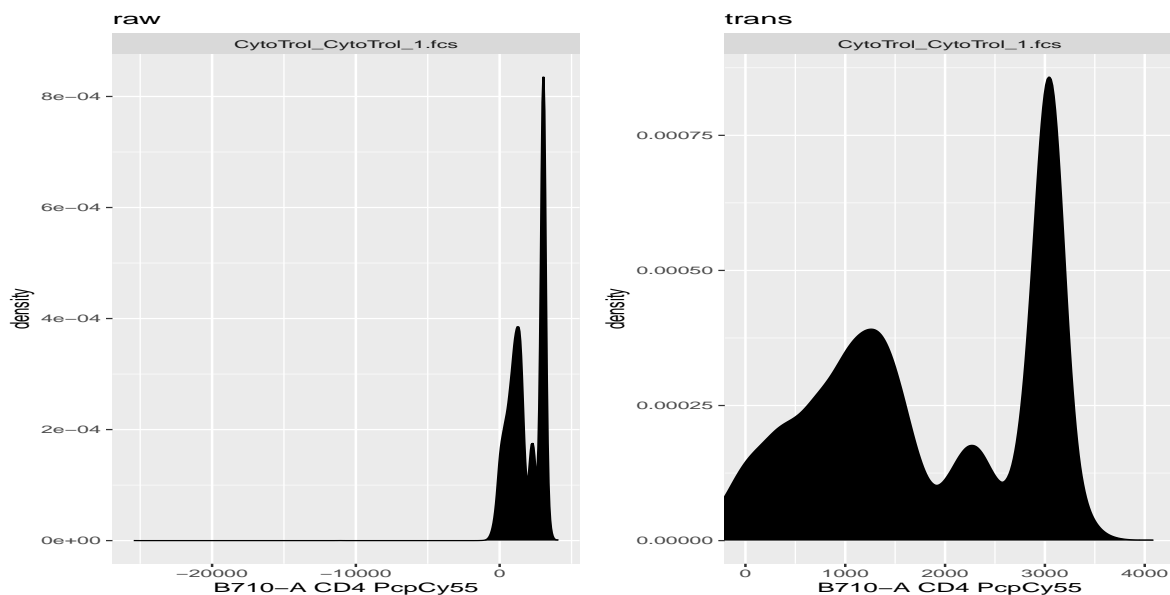 raw
CytoTrol_CytoTrol_1.fcs
8e−04
6e−04
4e−04
2e−04
0e+00
density
−20000 −10000 0
B710−A CD4 PcpCy55
trans
CytoTrol_CytoTrol_1.fcs
0.00075
0.00050
0.00025
0.00000
density
0 1000 2000 3000 4000
B710−A CD4 PcpCy55